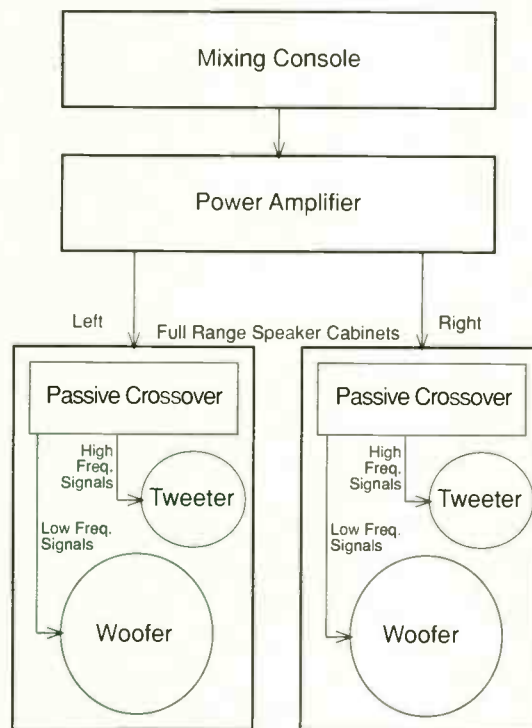 Mixing Console
Power Amplifier
Left
Full Range Speaker Cabinets
Right
Passive Crossover
High
Freq.
Signals
Tweeter
Low Freq.
Signals
Woofer
Passive Crossover
High
Freq.
Signals
Tweeter
Low Freq.
Signals
Woofer